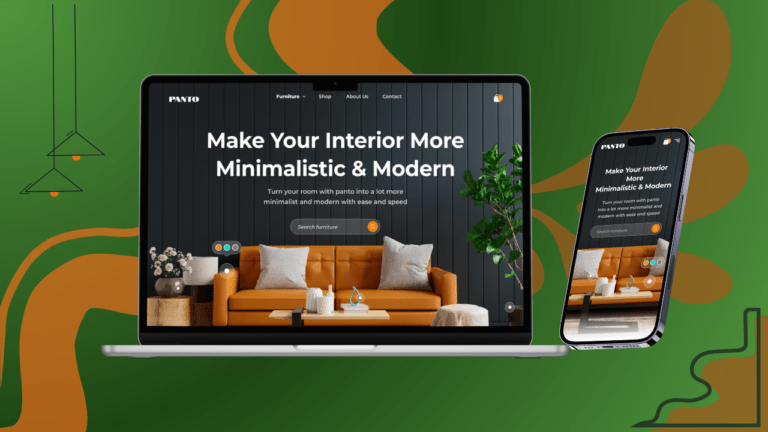 PANTO
Furniture Shop About Us Contact
Make Your Interior More
Minimalistic & Modern
Turn your room with panto into a lot more
minimalist and modern with ease and speed
Search furniture
PANTO
Make Your Interior
More
Minimalistic & Modern
Turn your room with panto
into a lot more
minimalist and
modern with ease and speed
Search furniture